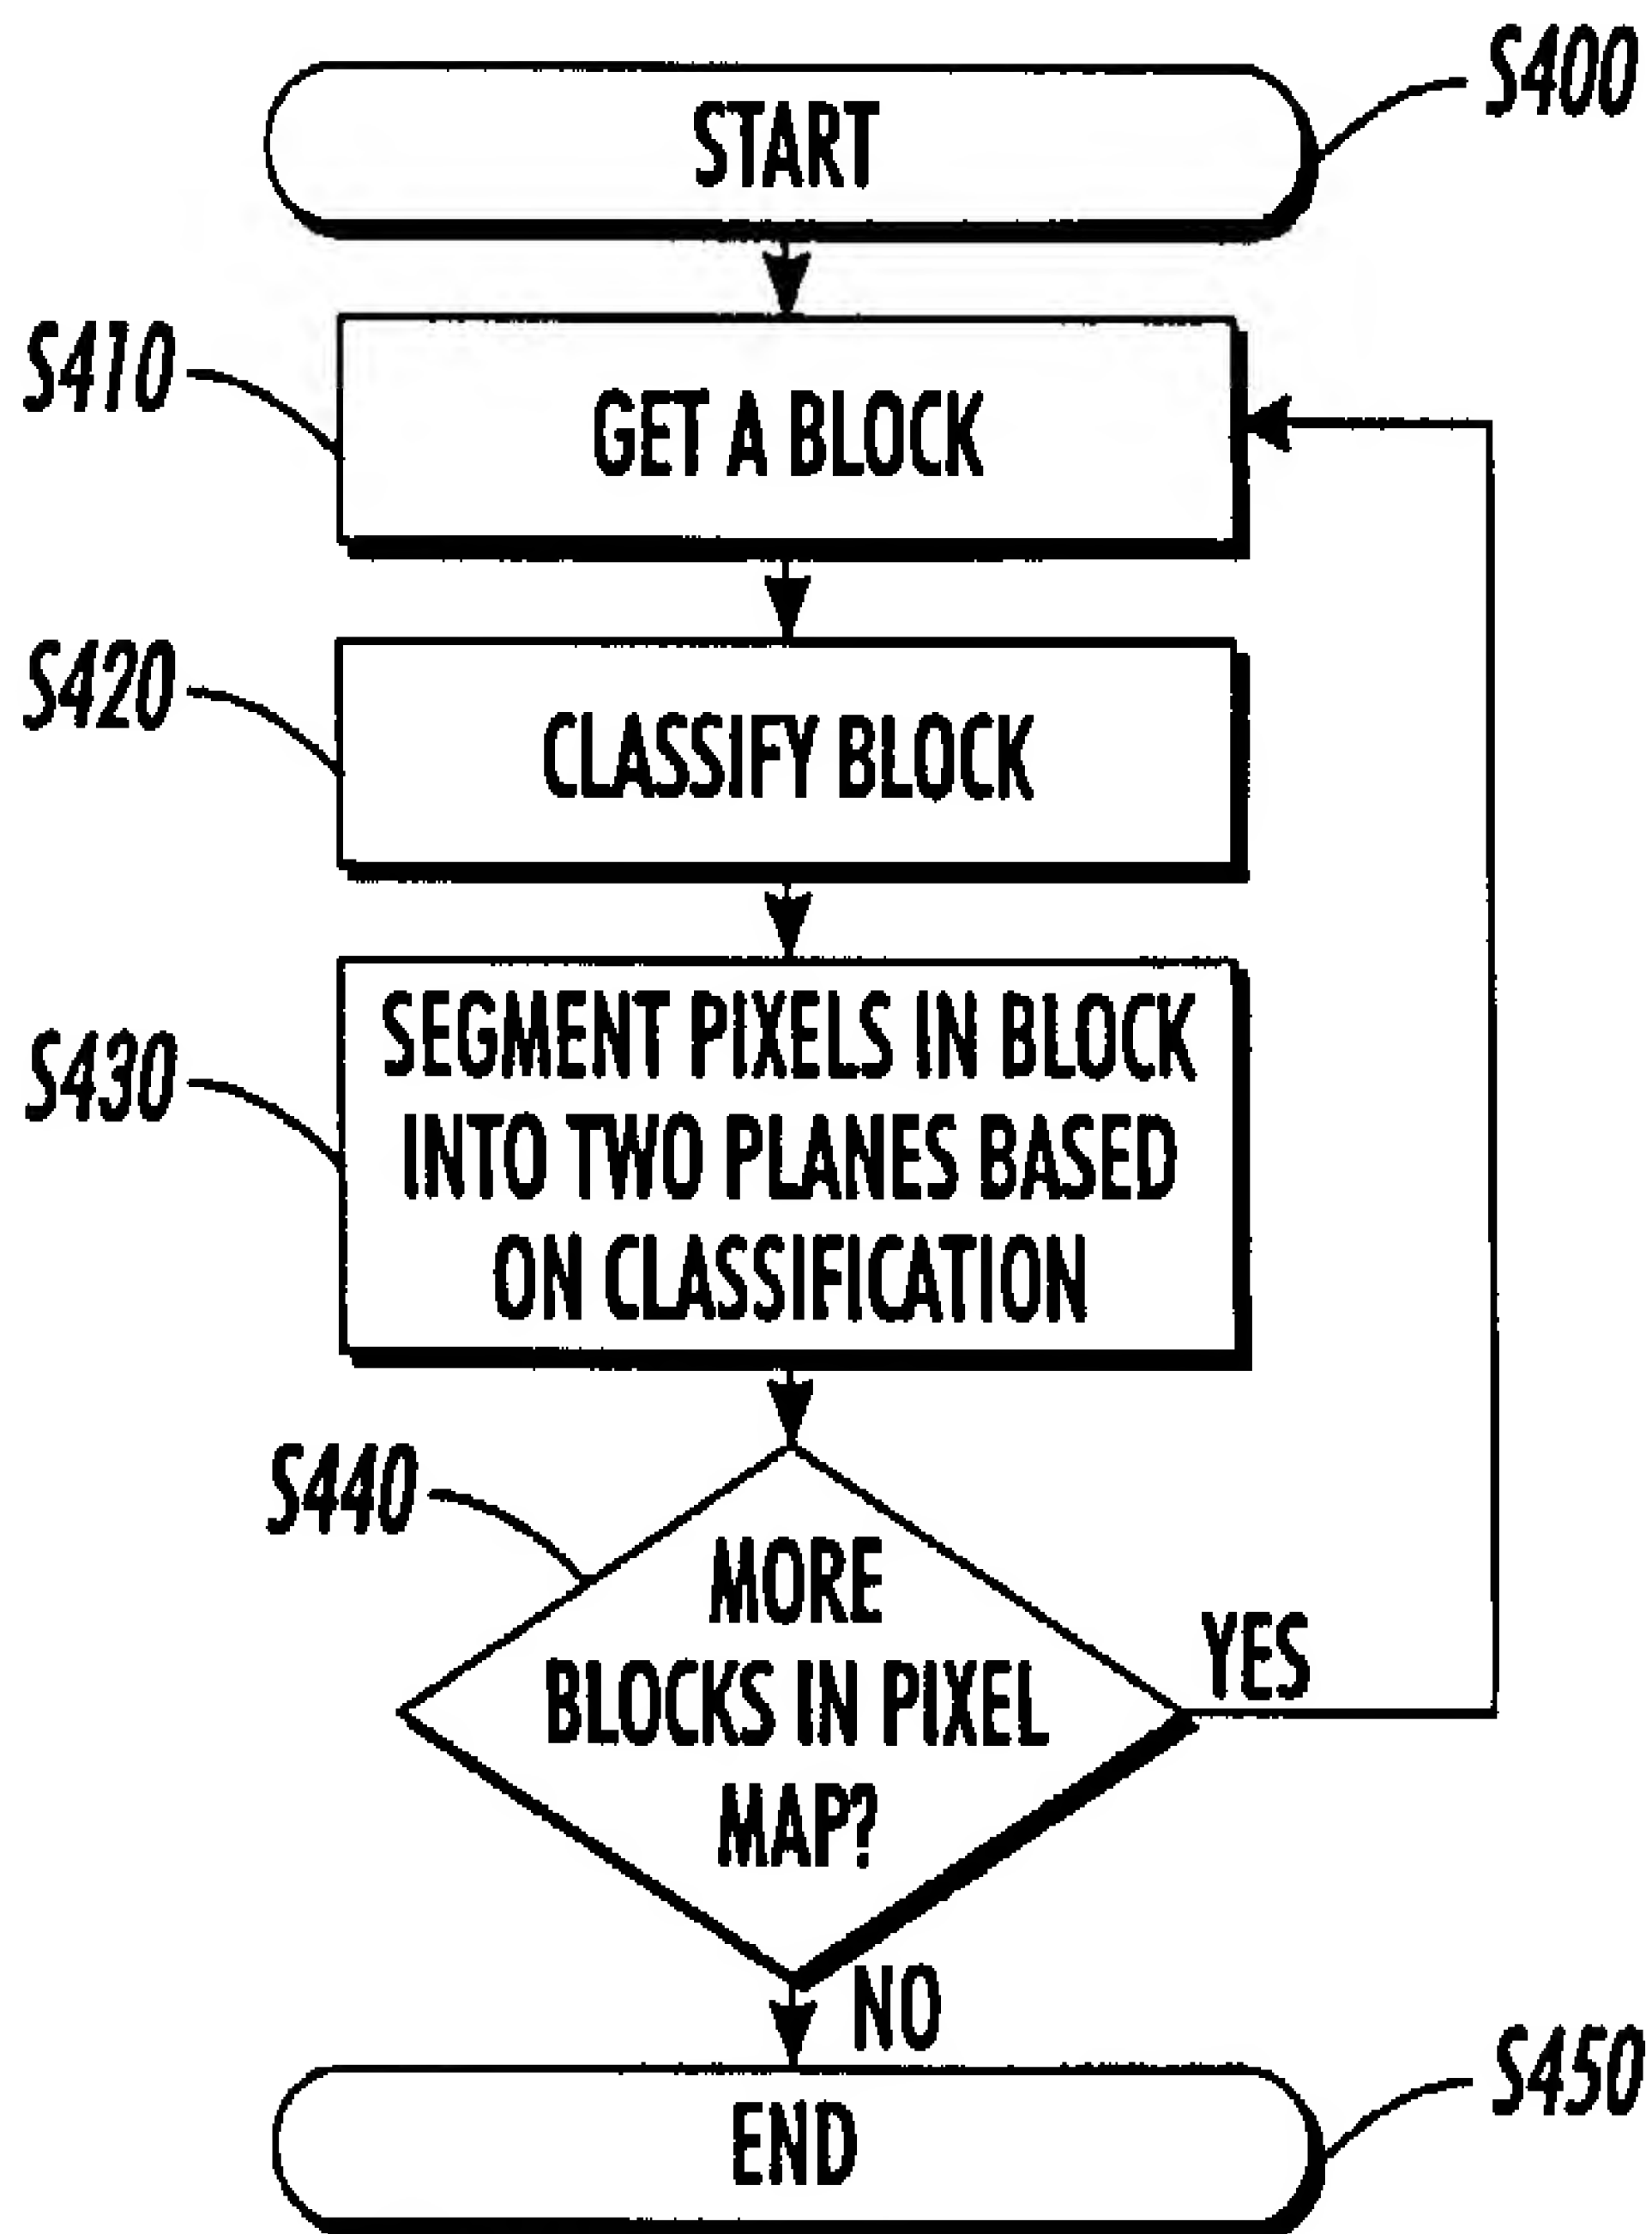 S400
START
S410
GET A BLOCK
S420
CLASSIFY BLOCK
S430
SEGMENT PIXELS IN BLOCK
INTO TWO PLANES BASED
ON CLASSIFICATION
S440
MORE
BLOCKS IN PIXEL
MAP?
YES
NO
S450
END